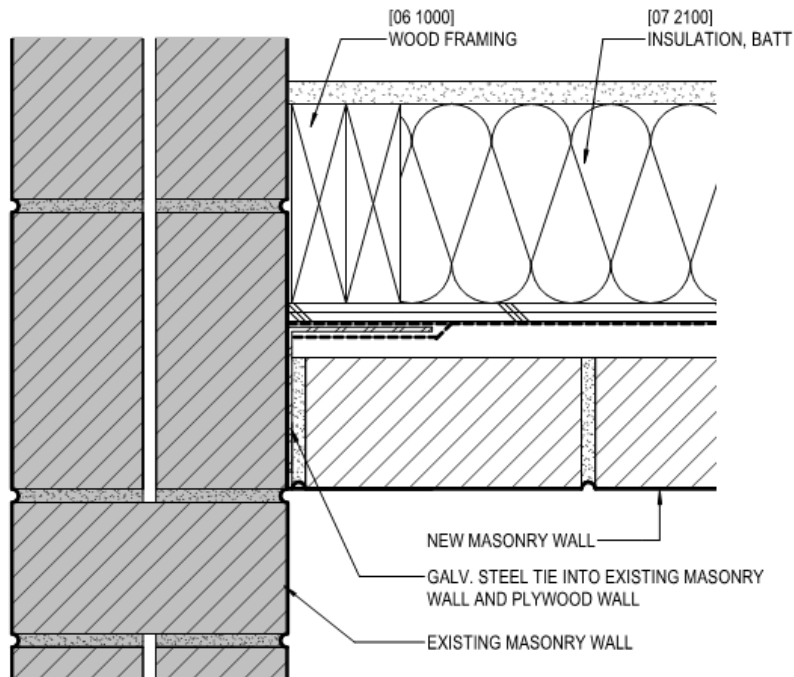 [06 1000]
WOOD FRAMING
[07 2100]
INSULATION, BATT
NEW MASONRY WALL
GALV. STEEL TIE INTO EXISTING MASONRY
WALL AND PLYWOOD WALL
EXISTING MASONRY WALL